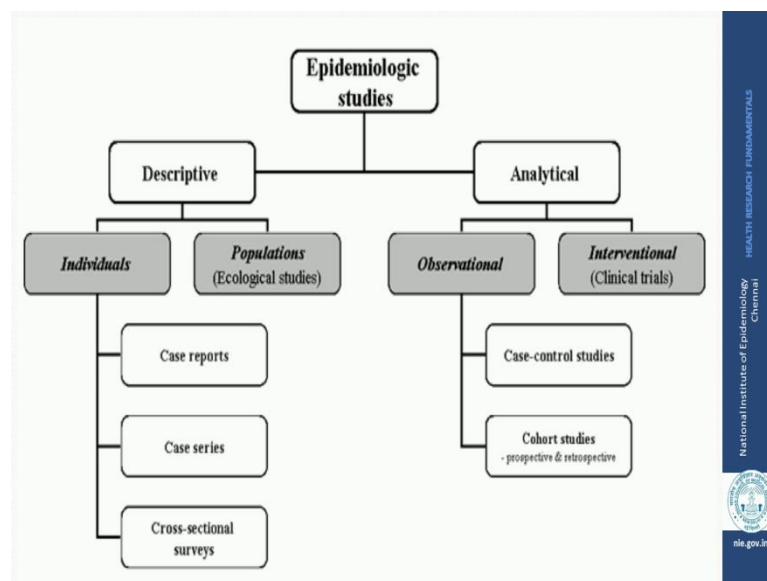 Epidemiologic
studies
Descriptive
Analytical
Individuals
Populations
(Ecological studies)
Observational
Interventional
(Clinical trials)
Case reports
Case-control studies
Case series
Cohort studies
- prospective & retrospective
Cross-sectional
surveys
HEALTH RESEARCH FUNDAMENTALS
National Institute of Epidemiology
Chennai
nie.gov.in